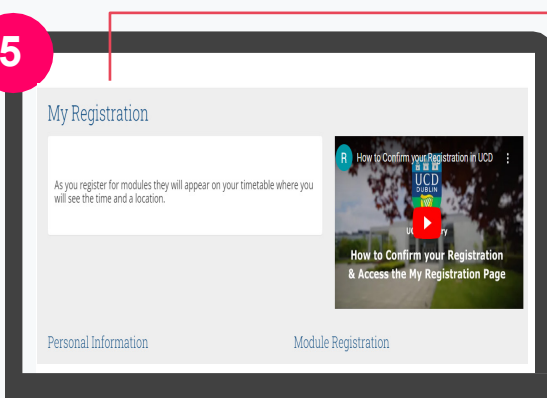 5
My Registration
As you register for modules they will appear on your timetable where you
will see the time and a location.
R How to Confirm your Registration in UCD
UCD
DUBLIN
How to Confirm your Registration
& Access the My Registration Page
Personal Information
Module Registration